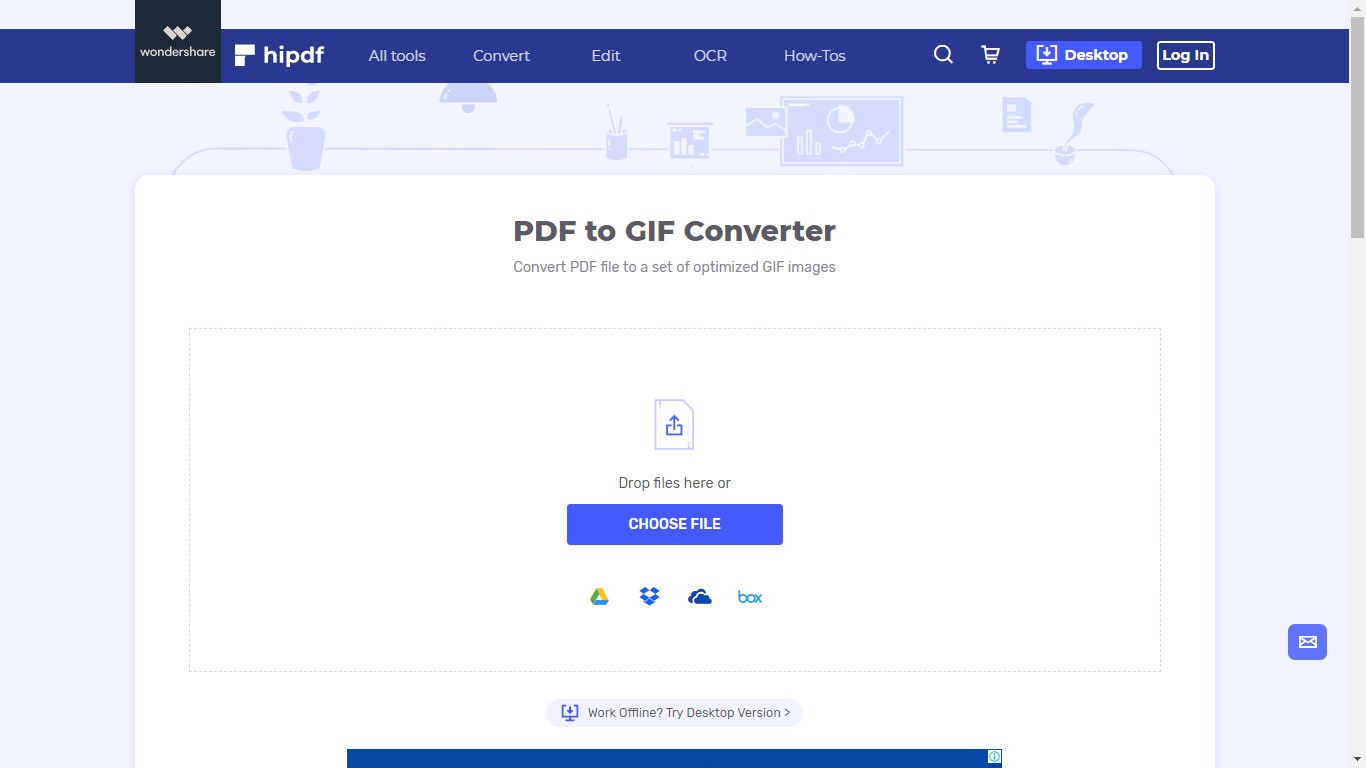 wondershare
hipdf
All tools
Convert
Edit
OCR
How-Tos
Desktop
Log In
PDF to GIF Converter
Convert PDF file to a set of optimized GIF images
Drop files here or
CHOOSE FILE
box
Work Offline? Try Desktop Version >